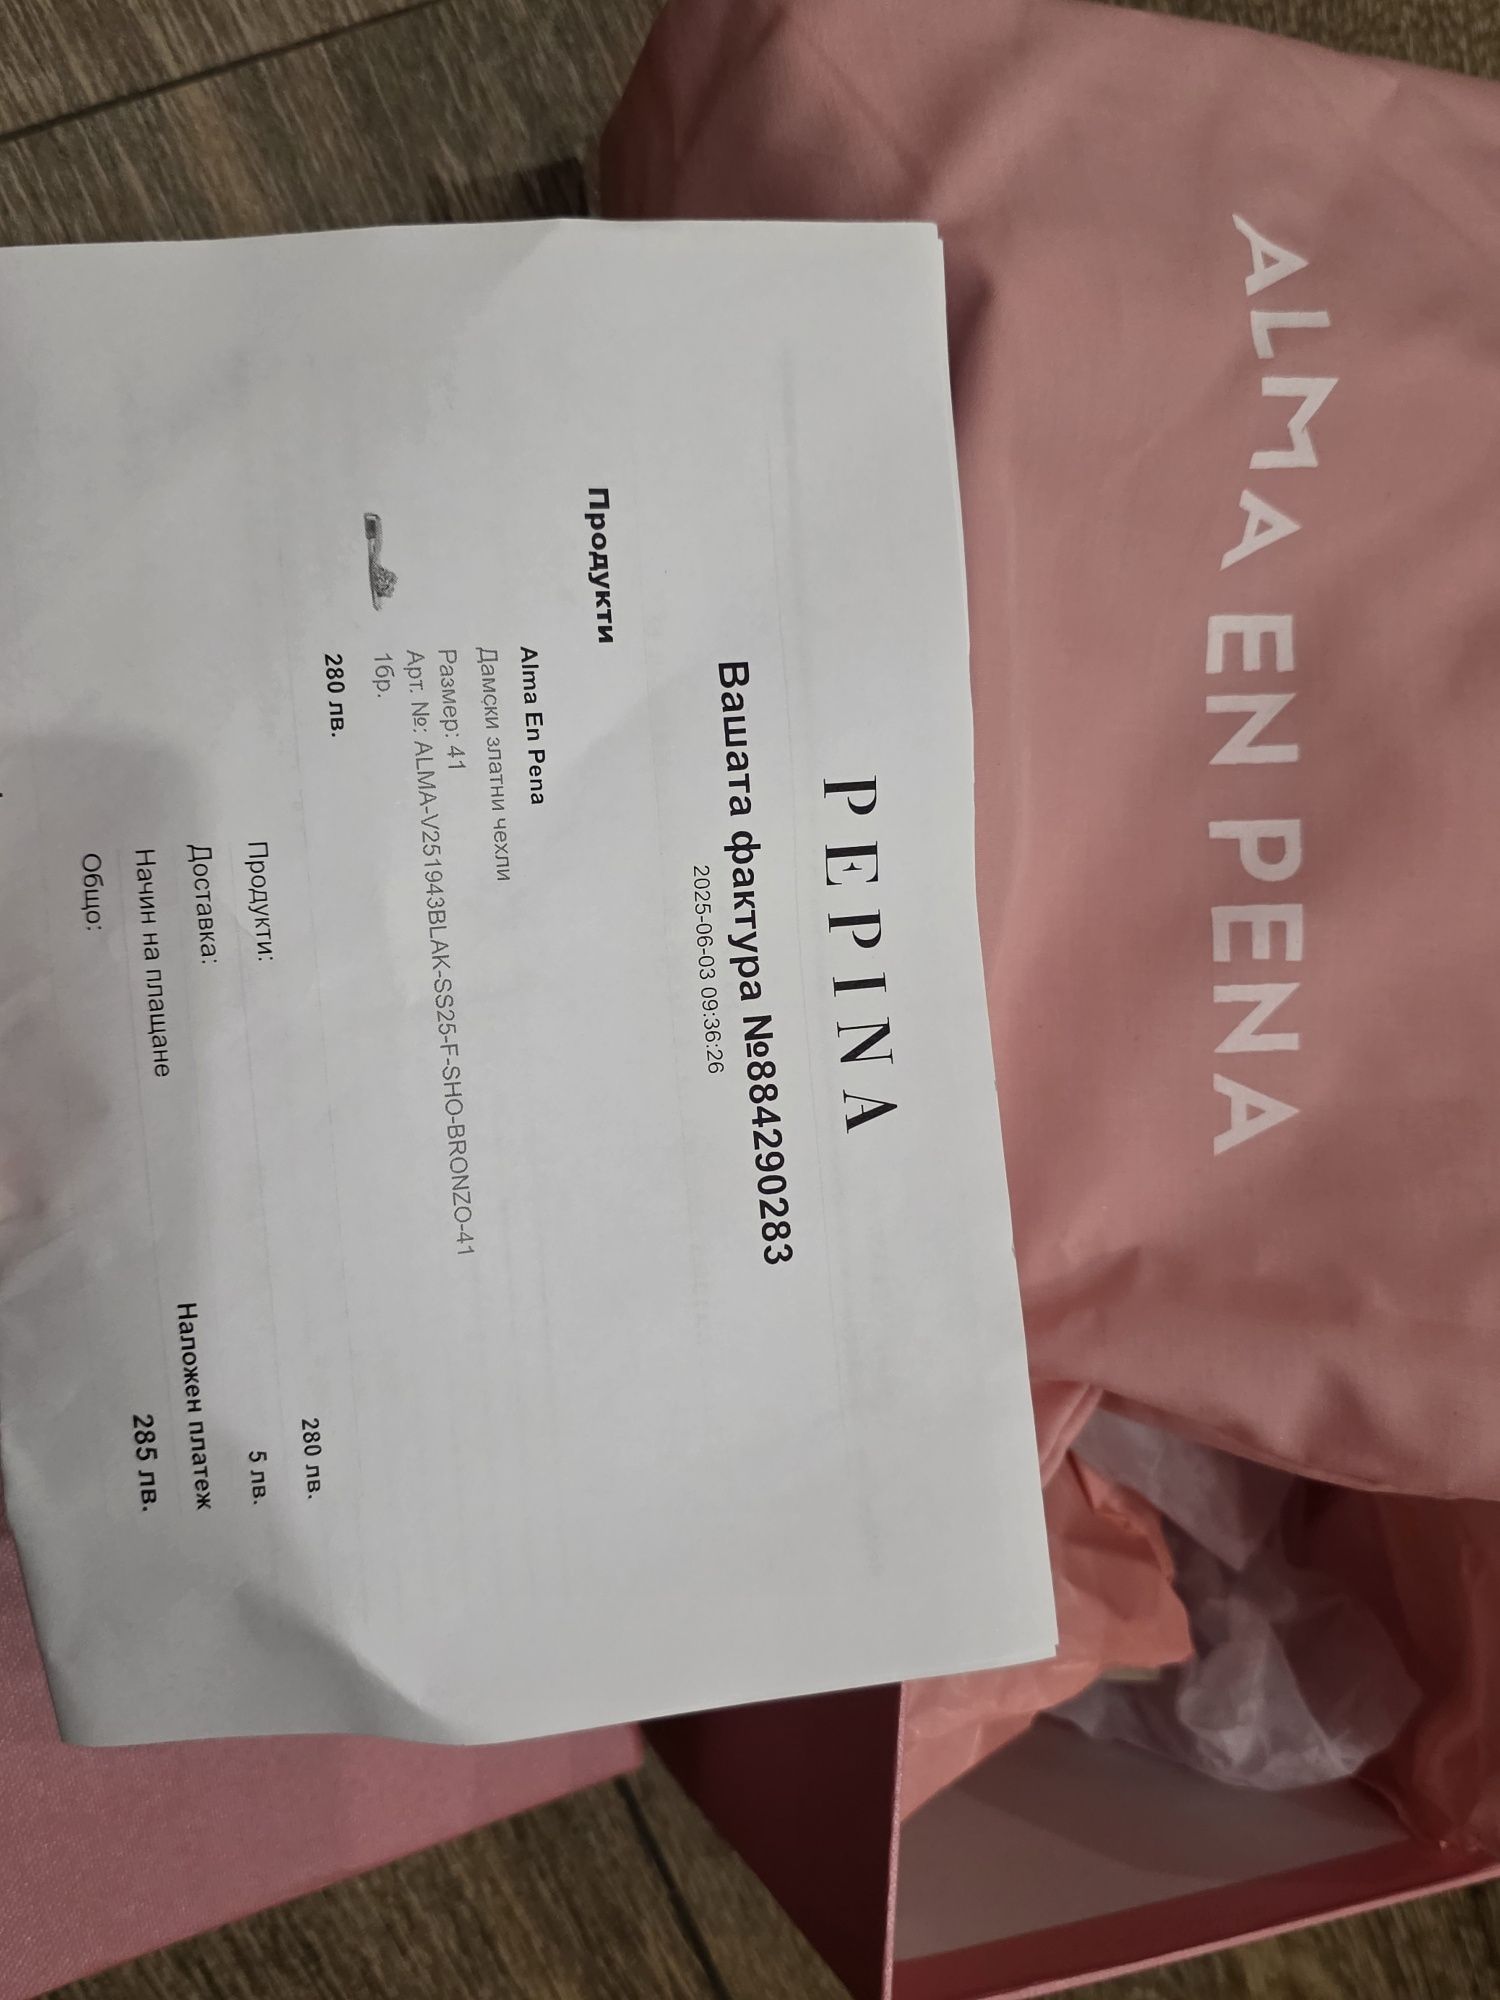 ALMA EN PENA
PEPINA
Вашата фактура №884290283
2025-06-03 09:36:26
Продукти
Alma En Pena
Дамски златни чехли
Размер: 41
Арт. №: ALMA-V251943BLAK-SS25-F-SHO-BRONZO-41
1бр.
280 лв.
Продукти: 280 лв.
Доставка: 5 лв.
Начин на плащане Наложен платеж
Общо: 285 лв.